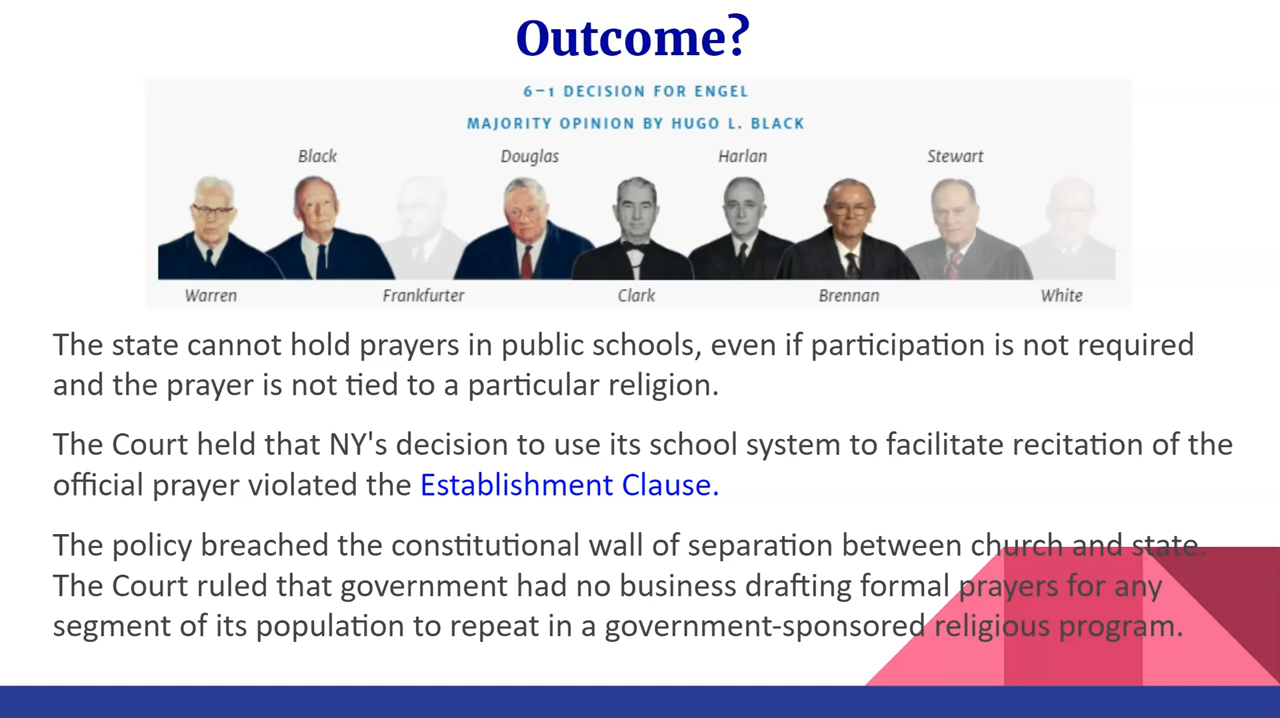 Outcome?
6–1 DECISION FOR ENGEL
MAJORITY OPINION BY HUGO L. BLACK
Black Douglas Harlan Stewart
Warren Frankfurter Clark Brennan White
The state cannot hold prayers in public schools, even if participation is not required
and the prayer is not tied to a particular religion.
The Court held that NY's decision to use its school system to facilitate recitation of the
official prayer violated the Establishment Clause.
The policy breached the constitutional wall of separation between church and state.
The Court ruled that government had no business drafting formal prayers for any
segment of its population to repeat in a government-sponsored religious program.